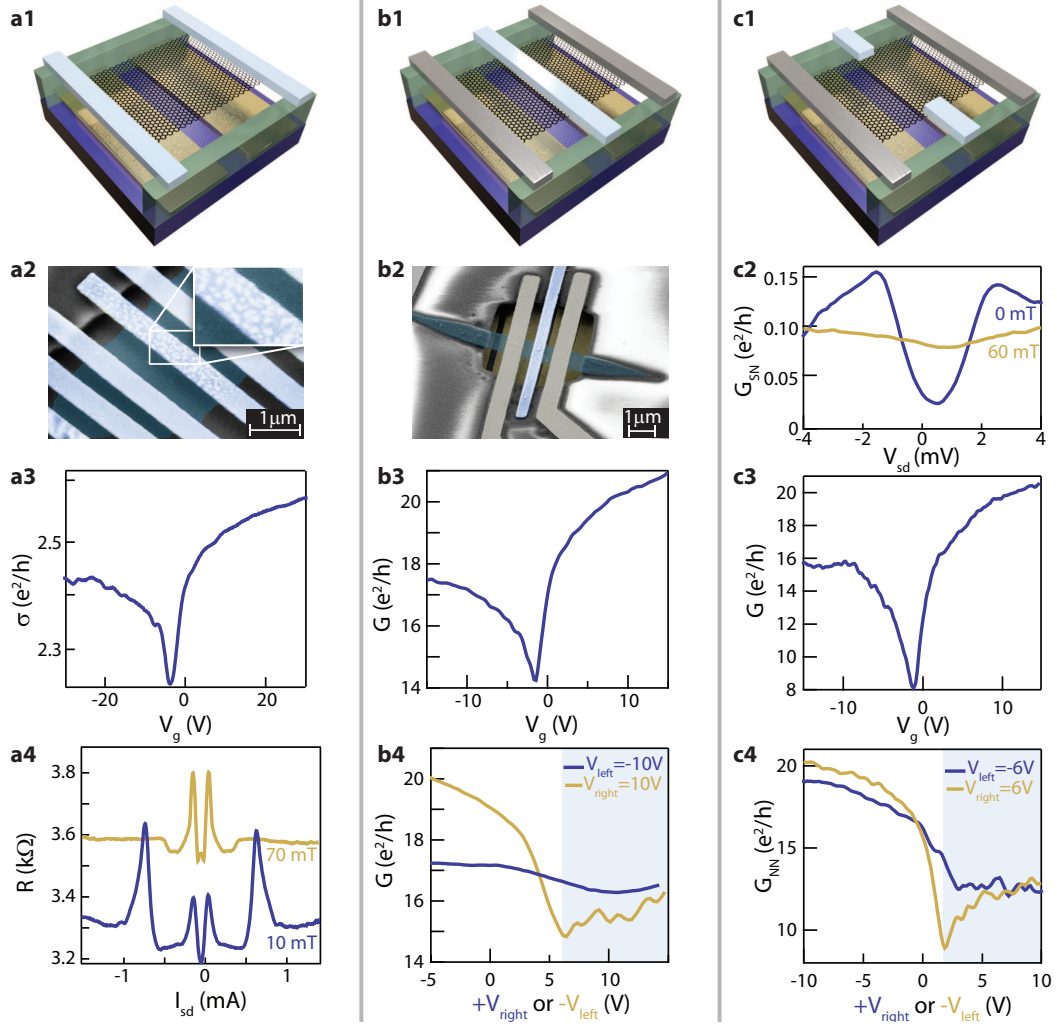 a1
b1
c1
a2
1μm
b2
1μm
c2
0.15
0.10
0.15
0
G_SN (e²/h)
0 mT
60 mT
-4
-2
0
2
4
V_sd (mV)
a3
2.5
2.3
σ (e²/h)
-20
0
20
V_g (V)
b3
20
18
16
14
G (e²/h)
-10
0
10
V_g (V)
c3
20
18
16
14
12
10
8
G (e²/h)
-10
0
10
V_g (V)
a4
3.8
3.6
3.4
3.2
R (kΩ)
70 mT
10 mT
-1
0
1
I_sd (mA)
b4
20
18
16
14
G (e²/h)
V_left=-10V
V_right=10V
-5
0
5
10
15
+V_right or -V_left (V)
c4
20
15
10
G_NN (e²/h)
V_left=-6V
V_right=6V
-10
-5
0
5
10
+V_right or -V_left (V)